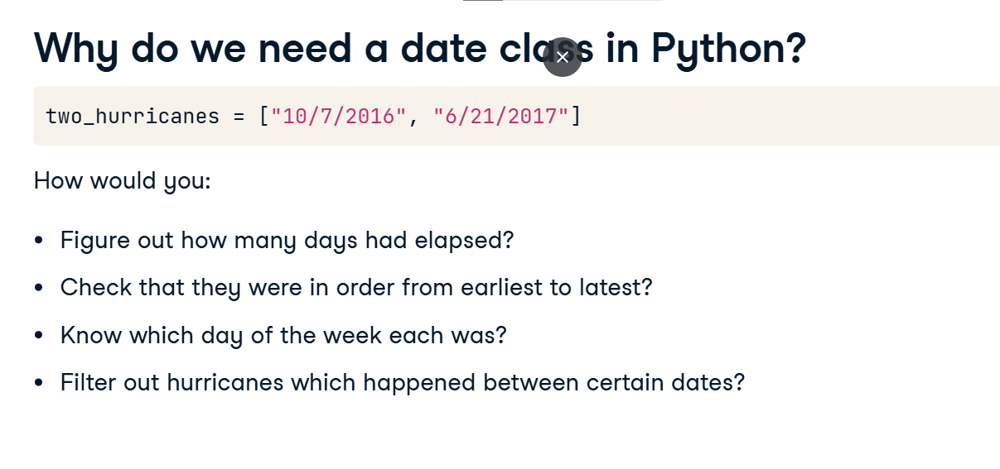 Why do we need a date class in Python?
two_hurricanes = ["10/7/2016", "6/21/2017"]
How would you:
• Figure out how many days had elapsed?
• Check that they were in order from earliest to latest?
• Know which day of the week each was?
• Filter out hurricanes which happened between certain dates?